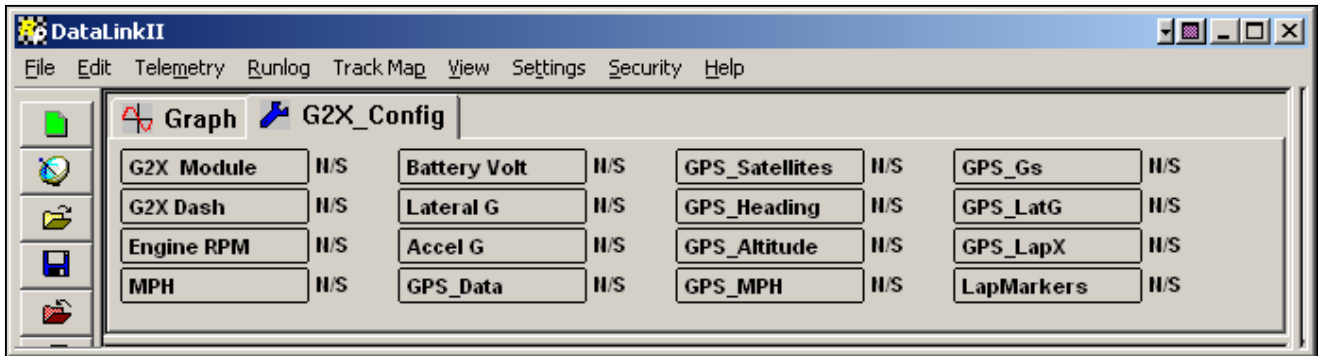 DataLinkII
File Edit Telemetry Runlog Track Map View Settings Security Help
Graph G2X_Config
G2X Module N/S Battery Volt N/S GPS_Satellites N/S GPS_Gs N/S
G2X Dash N/S Lateral G N/S GPS_Heading N/S GPS_LatG N/S
Engine RPM N/S Accel G N/S GPS_Altitude N/S GPS_LapX N/S
MPH N/S GPS_Data N/S GPS_MPH N/S LapMarkers N/S